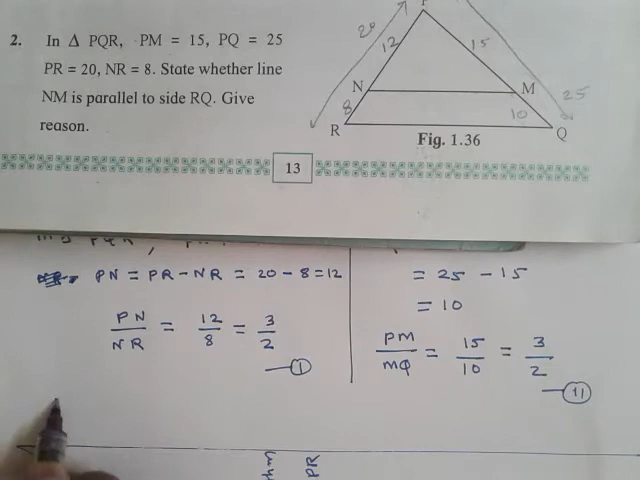 2. In Δ PQR, PM = 15, PQ = 25
PR = 20, NR = 8. State whether line
NM is parallel to side RQ. Give
reason.
P
20
12
15
N
M
25
8
10
R
Q
Fig. 1.36
13
PN = PR - NR = 20 - 8 = 12
PN/NR = 12/8 = 3/2
①
= 25 - 15
= 10
PM/MQ = 15/10 = 3/2
⑪
PR